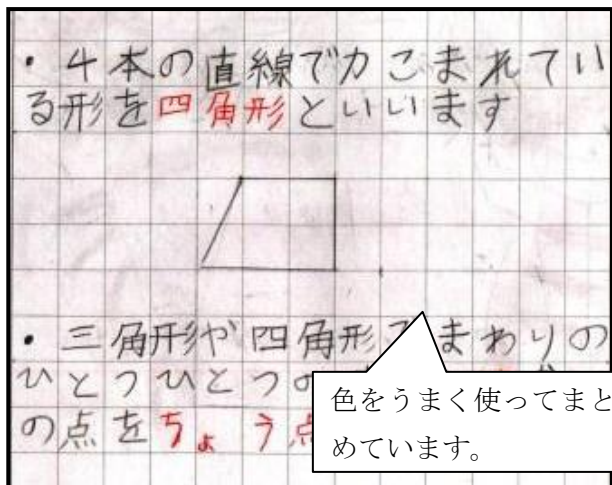 ・4本の直線でかこまれてい
る形を四角形といいます
・三角形や四角形 まわりの
ひとつひとつの
の点をちょう点
色をうまく使ってまと
めています。